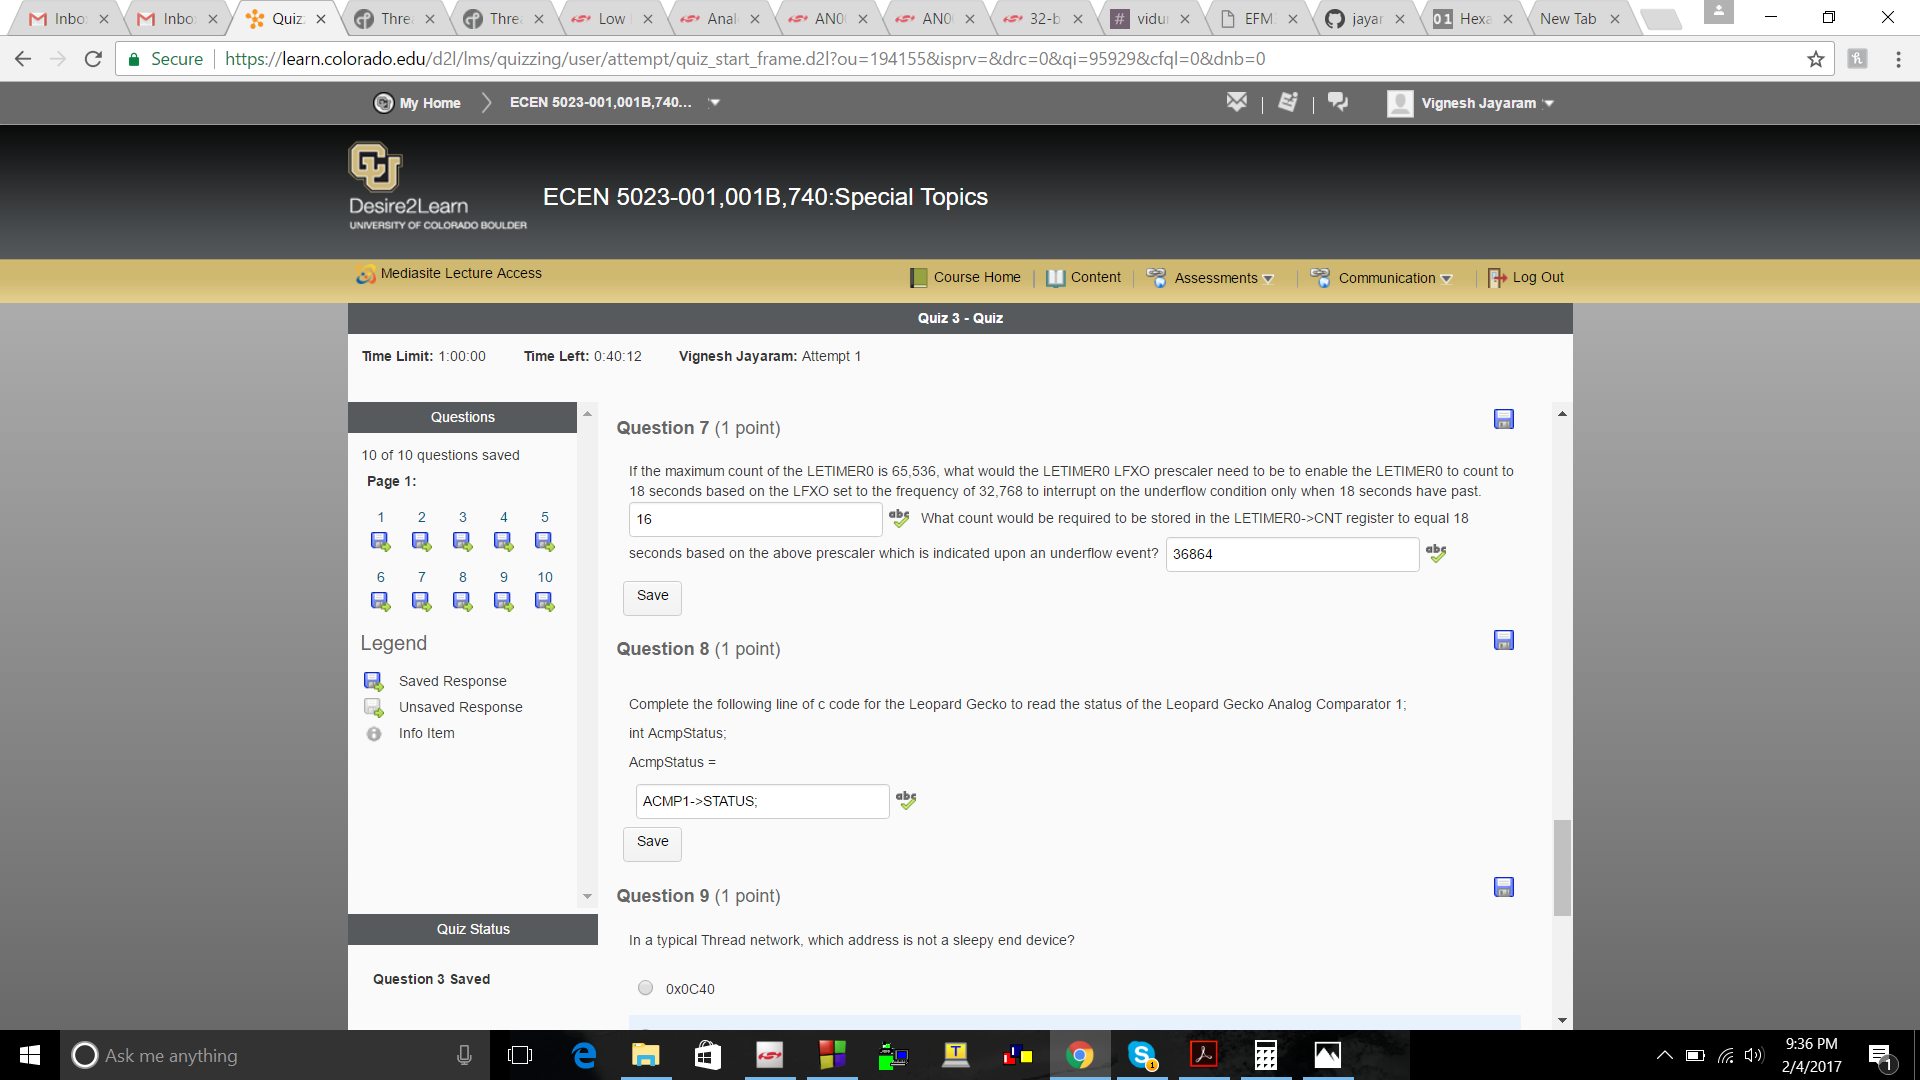 Inbo
Inbo
Quiz
Thre
Thre
Low
Anal
AN0
AN0
32-b
# vidur
EFM
jayar
01 Hexa
New Tab
Secure
https://learn.colorado.edu/d2l/lms/quizzing/user/attempt/quiz_start_frame.d2l?ou=194155&isprv=&drc=0&qi=95929&cfql=0&dnb=0
My Home
ECEN 5023-001,001B,740...
Vignesh Jayaram
CU
Desire2Learn
UNIVERSITY OF COLORADO BOULDER
ECEN 5023-001,001B,740:Special Topics
Mediasite Lecture Access
Course Home
Content
Assessments
Communication
Log Out
Quiz 3 - Quiz
Time Limit: 1:00:00 Time Left: 0:40:12 Vignesh Jayaram: Attempt 1
Questions
10 of 10 questions saved
Page 1:
1 2 3 4 5
6 7 8 9 10
Legend
Saved Response
Unsaved Response
Info Item
Quiz Status
Question 3 Saved
Question 7 (1 point)
If the maximum count of the LETIMER0 is 65,536, what would the LETIMER0 LFXO prescaler need to be to enable the LETIMER0 to count to
18 seconds based on the LFXO set to the frequency of 32,768 to interrupt on the underflow condition only when 18 seconds have past.
16 abc What count would be required to be stored in the LETIMER0->CNT register to equal 18
seconds based on the above prescaler which is indicated upon an underflow event? 36864 abc
Save
Question 8 (1 point)
Complete the following line of c code for the Leopard Gecko to read the status of the Leopard Gecko Analog Comparator 1;
int AcmpStatus;
AcmpStatus =
ACMP1->STATUS; abc
Save
Question 9 (1 point)
In a typical Thread network, which address is not a sleepy end device?
0x0C40
Ask me anything
9:36 PM
2/4/2017
1